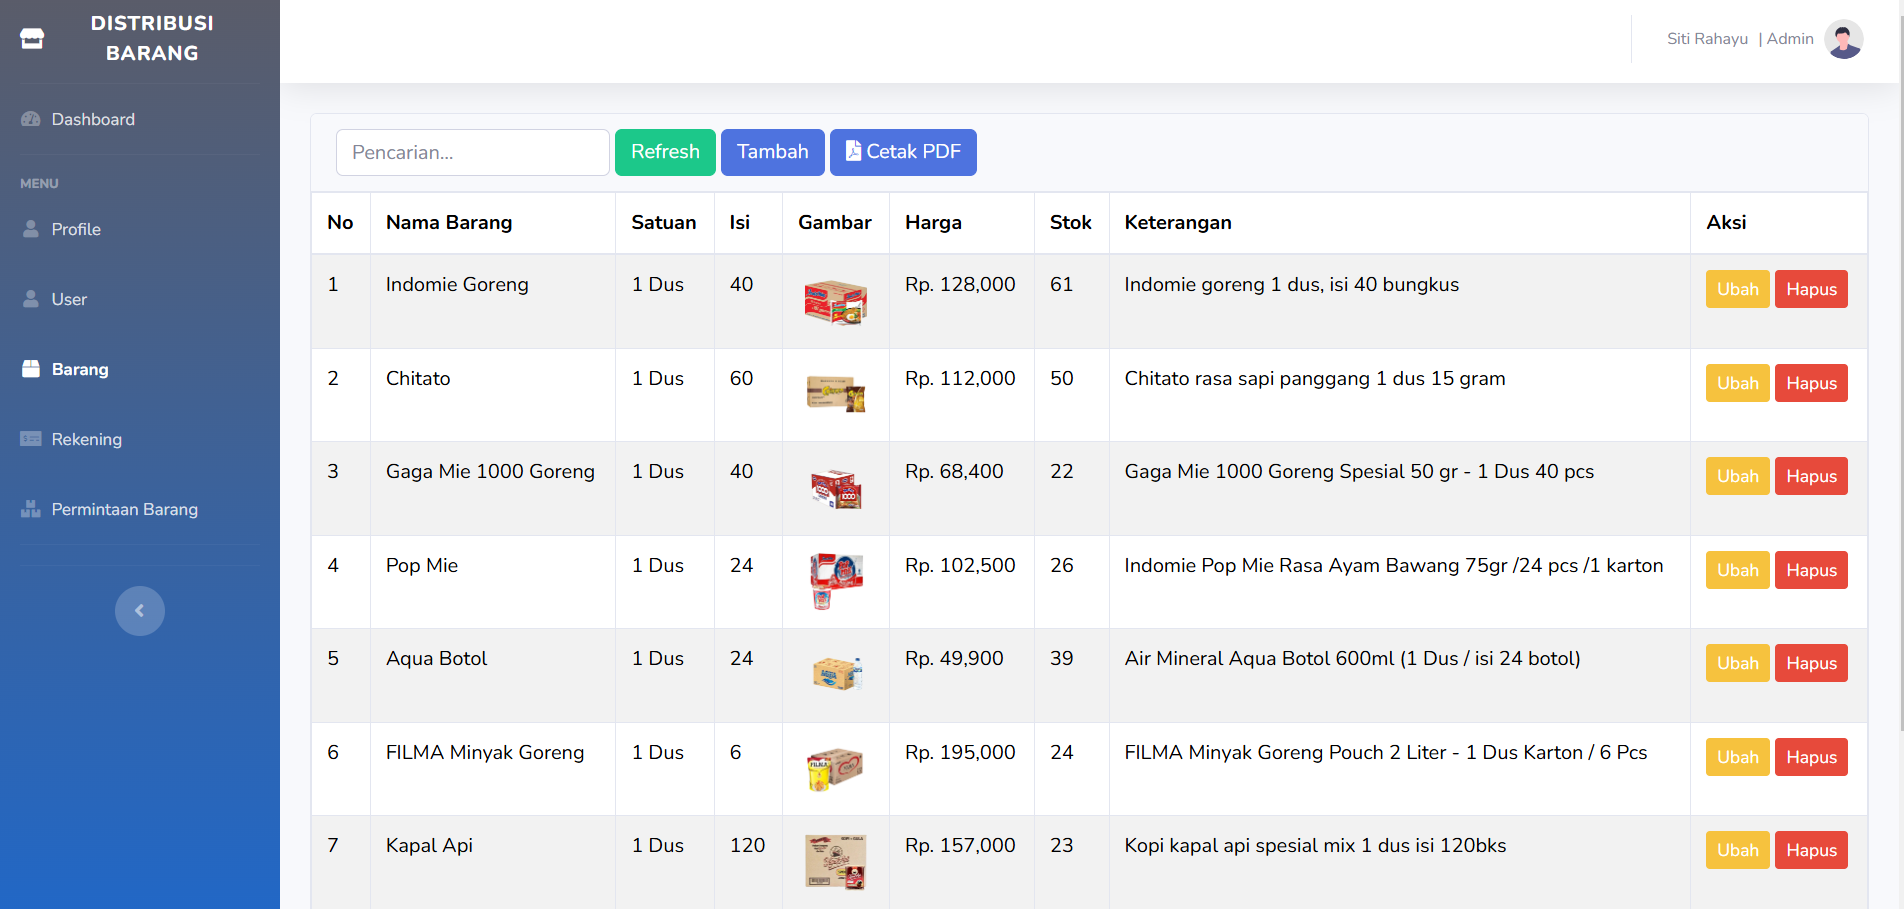 DISTRIBUSI
BARANG
Siti Rahayu | Admin
Dashboard
MENU
Profile
User
Barang
Rekening
Permintaan Barang
Pencarian... Refresh Tambah Cetak PDF
No Nama Barang Satuan Isi Gambar Harga Stok Keterangan Aksi
1 Indomie Goreng 1 Dus 40 Rp. 128,000 61 Indomie goreng 1 dus, isi 40 bungkus Ubah Hapus
2 Chitato 1 Dus 60 Rp. 112,000 50 Chitato rasa sapi panggang 1 dus 15 gram Ubah Hapus
3 Gaga Mie 1000 Goreng 1 Dus 40 Rp. 68,400 22 Gaga Mie 1000 Goreng Spesial 50 gr - 1 Dus 40 pcs Ubah Hapus
4 Pop Mie 1 Dus 24 Rp. 102,500 26 Indomie Pop Mie Rasa Ayam Bawang 75gr /24 pcs /1 karton Ubah Hapus
5 Aqua Botol 1 Dus 24 Rp. 49,900 39 Air Mineral Aqua Botol 600ml (1 Dus / isi 24 botol) Ubah Hapus
6 FILMA Minyak Goreng 1 Dus 6 Rp. 195,000 24 FILMA Minyak Goreng Pouch 2 Liter - 1 Dus Karton / 6 Pcs Ubah Hapus
7 Kapal Api 1 Dus 120 Rp. 157,000 23 Kopi kapal api spesial mix 1 dus isi 120bks Ubah Hapus